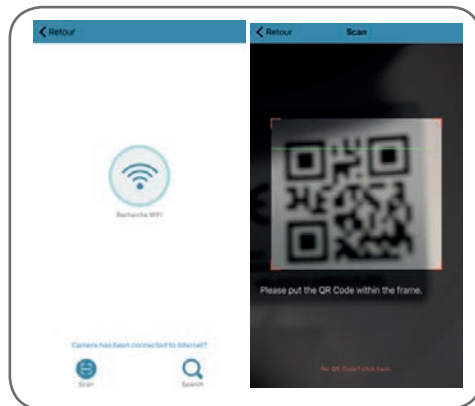 Retour
Recherche WIFI
Camera has been connected to Internet?
Scan
Search
Retour
Scan
Please put the QR Code within the frame.
No QR Code? click here